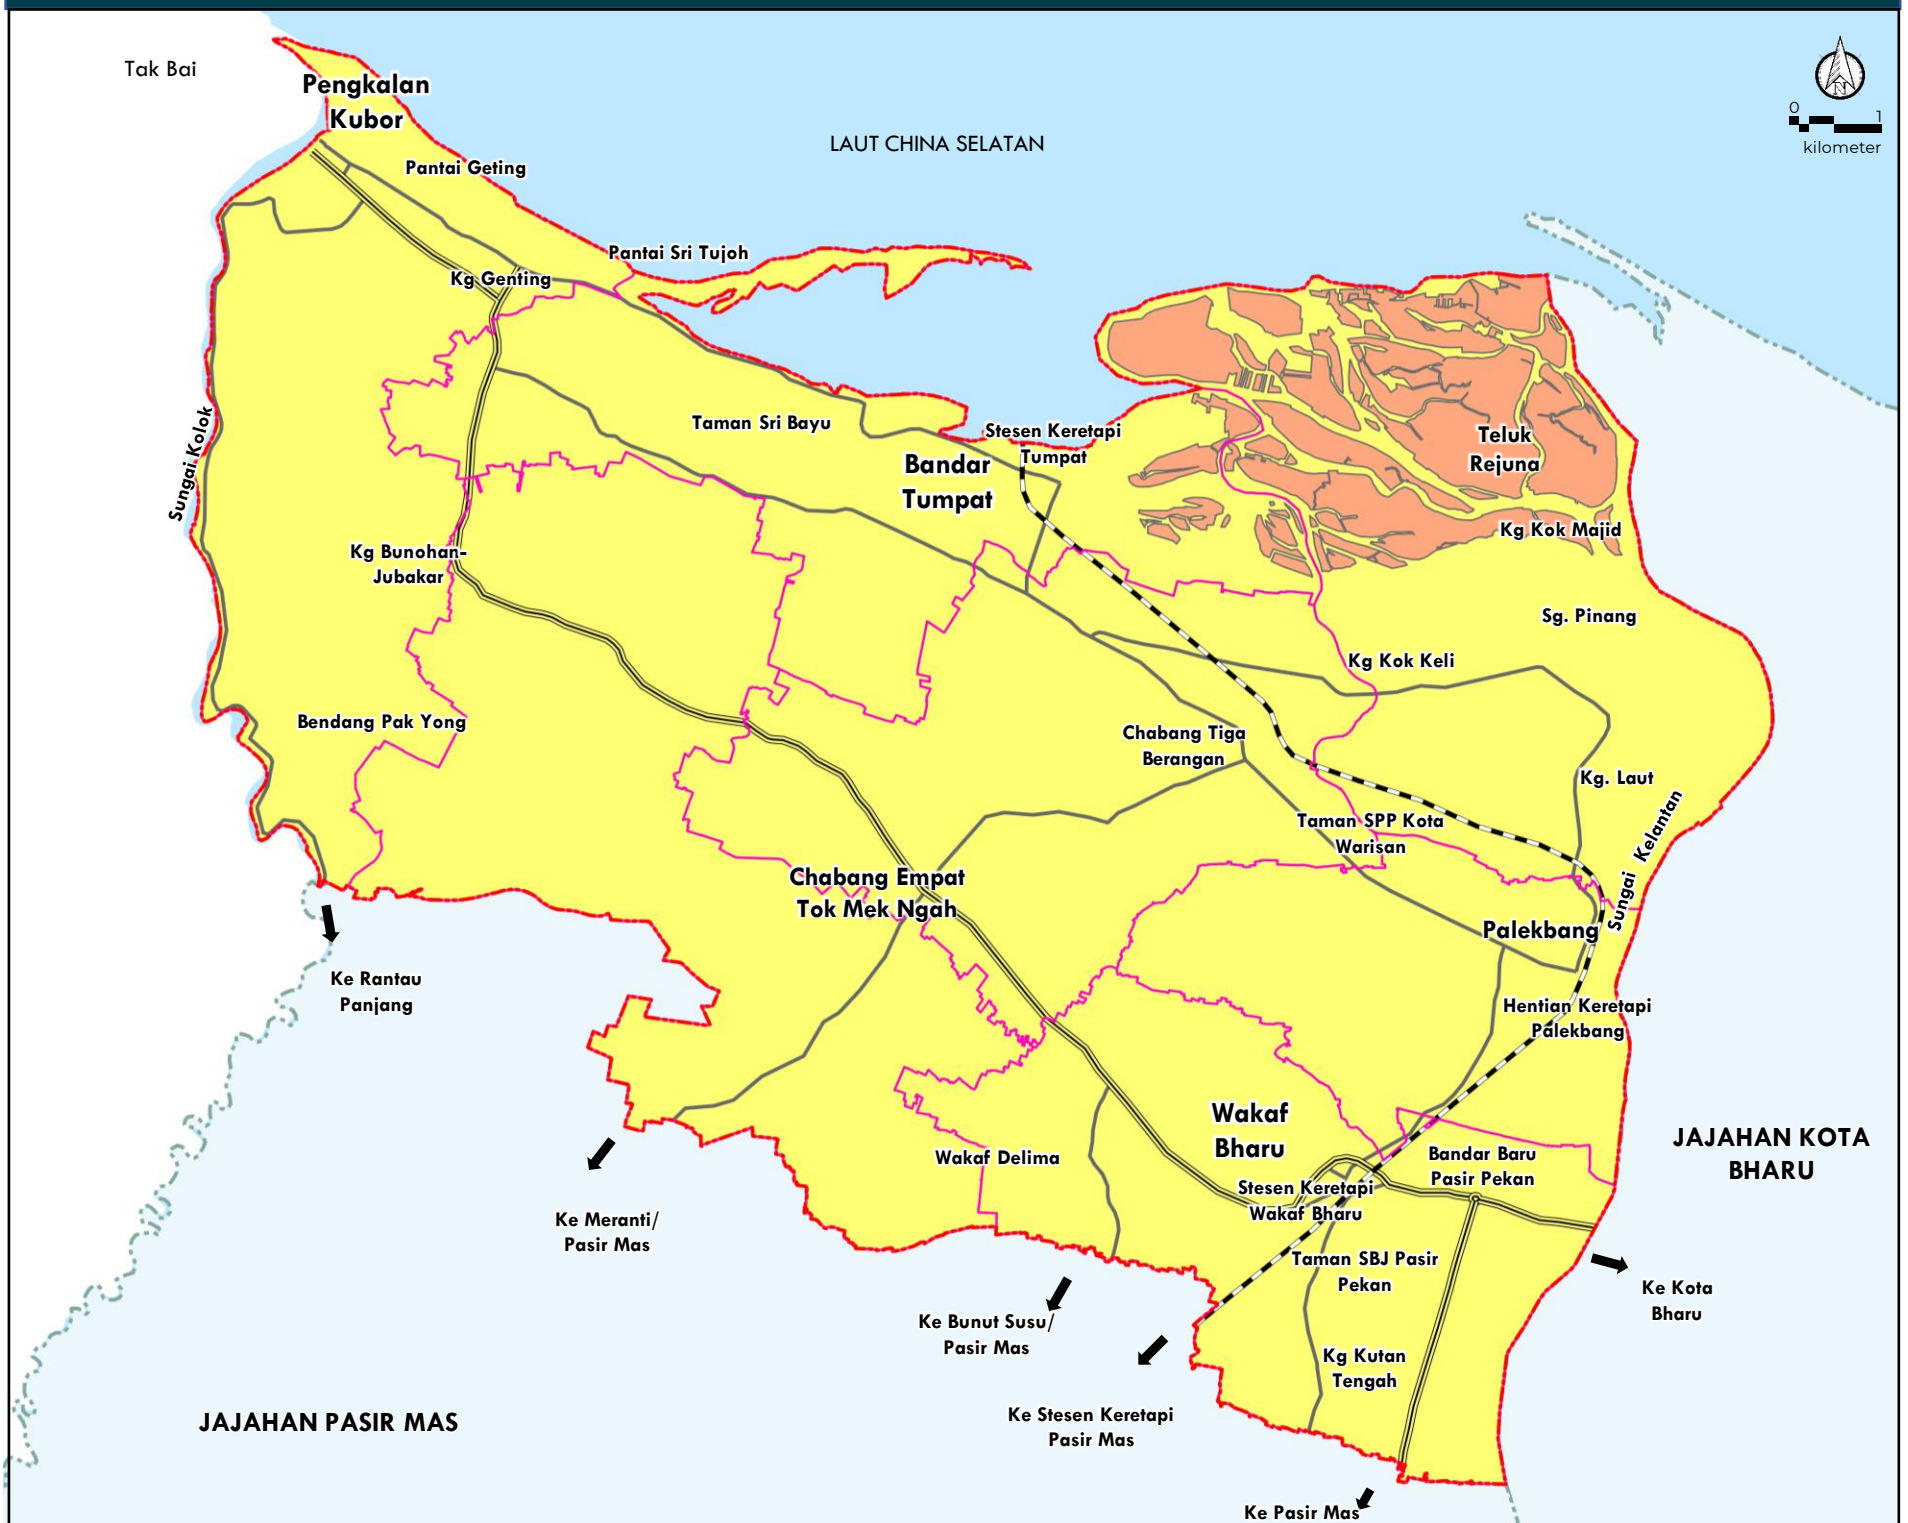 Tak Bai
Pengkalan
Kubor
LAUT CHINA SELATAN
N
0
1
kilometer
Pantai Geting
Pantai Sri Tujoh
Kg Genting
Sungai Kolok
Taman Sri Bayu
Stesen Keretapi
Tumpat
Bandar
Tumpat
Teluk
Rejuna
Kg Kok Majid
Kg Bunohan-
Jubakar
Sg. Pinang
Kg Kok Keli
Bendang Pak Yong
Chabang Tiga
Berangan
Kg. Laut
Taman SPP Kota
Warisan
Sungai Kelantan
Chabang Empat
Tok Mek Ngah
Palekbang
Ke Rantau
Panjang
Hentian Keretapi
Palekbang
Wakaf
Bharu
JAJAHAN KOTA
BHARU
Wakaf Delima
Bandar Baru
Pasir Pekan
Stesen Keretapi
Wakaf Bharu
Ke Meranti/
Pasir Mas
Taman SBJ Pasir
Pekan
Ke Kota
Bharu
Ke Bunut Susu/
Pasir Mas
Kg Kutan
Tengah
JAJAHAN PASIR MAS
Ke Stesen Keretapi
Pasir Mas
Ke Pasir Mas